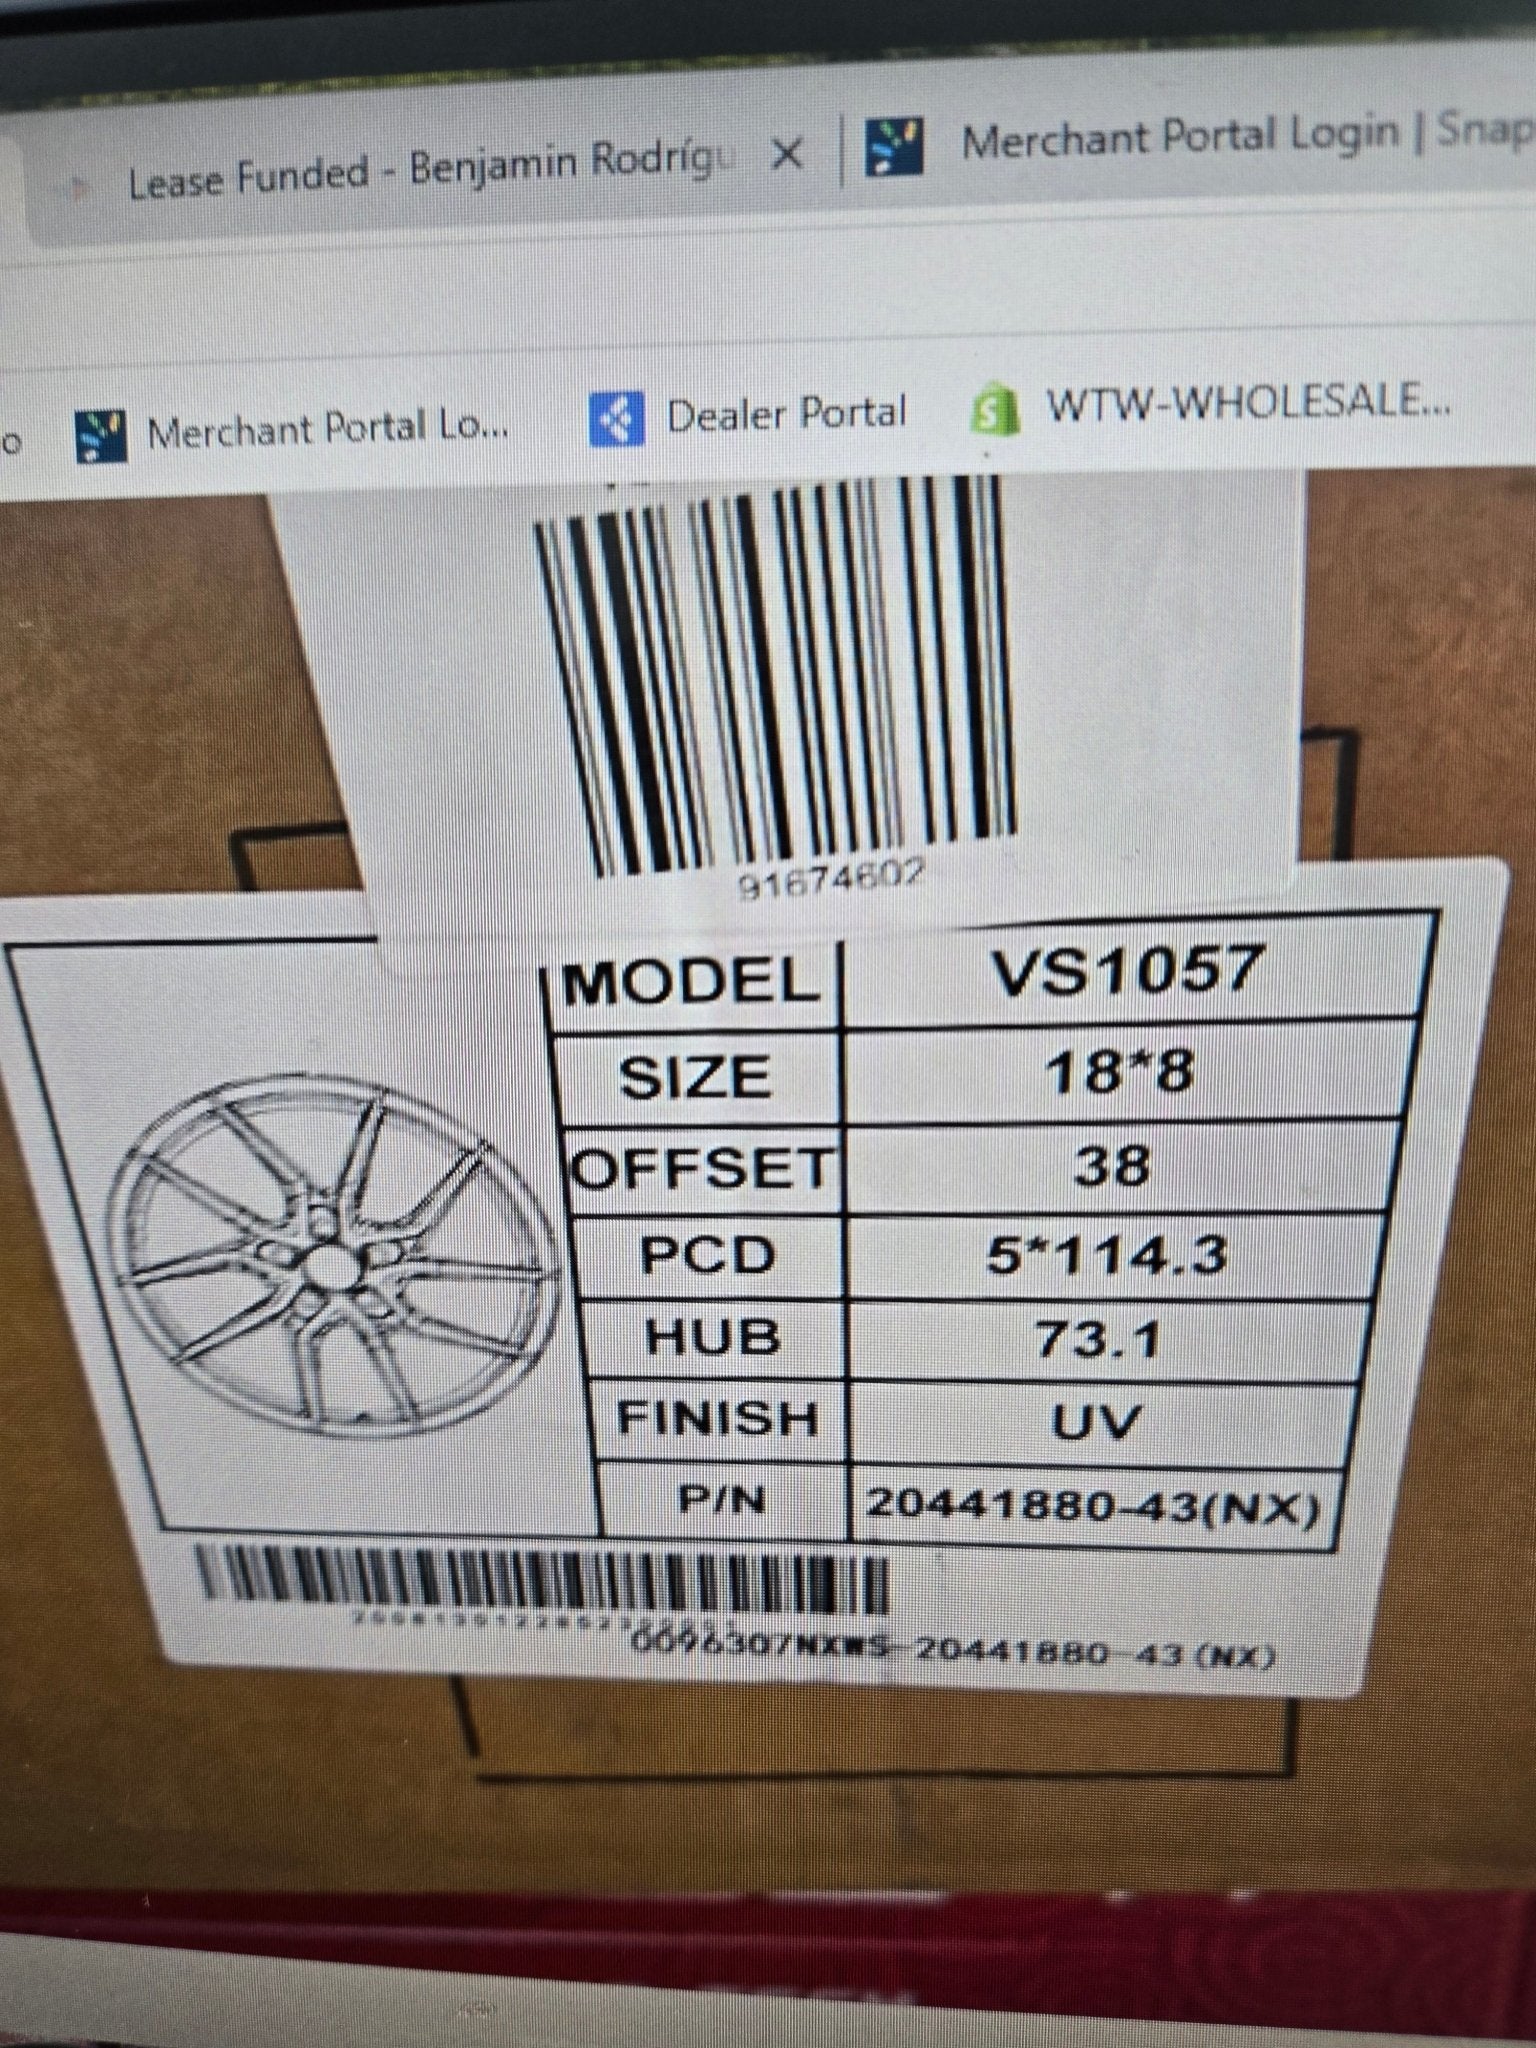 Lease Funded - Benjamin Rodrígu
Merchant Portal Login | Snap
o
Merchant Portal Lo...
Dealer Portal
WTW-WHOLESALE...
91674602
MODEL VS1057
SIZE 18*8
OFFSET 38
PCD 5*114.3
HUB 73.1
FINISH UV
P/N 20441880-43(NX)
20441880-43(NX)